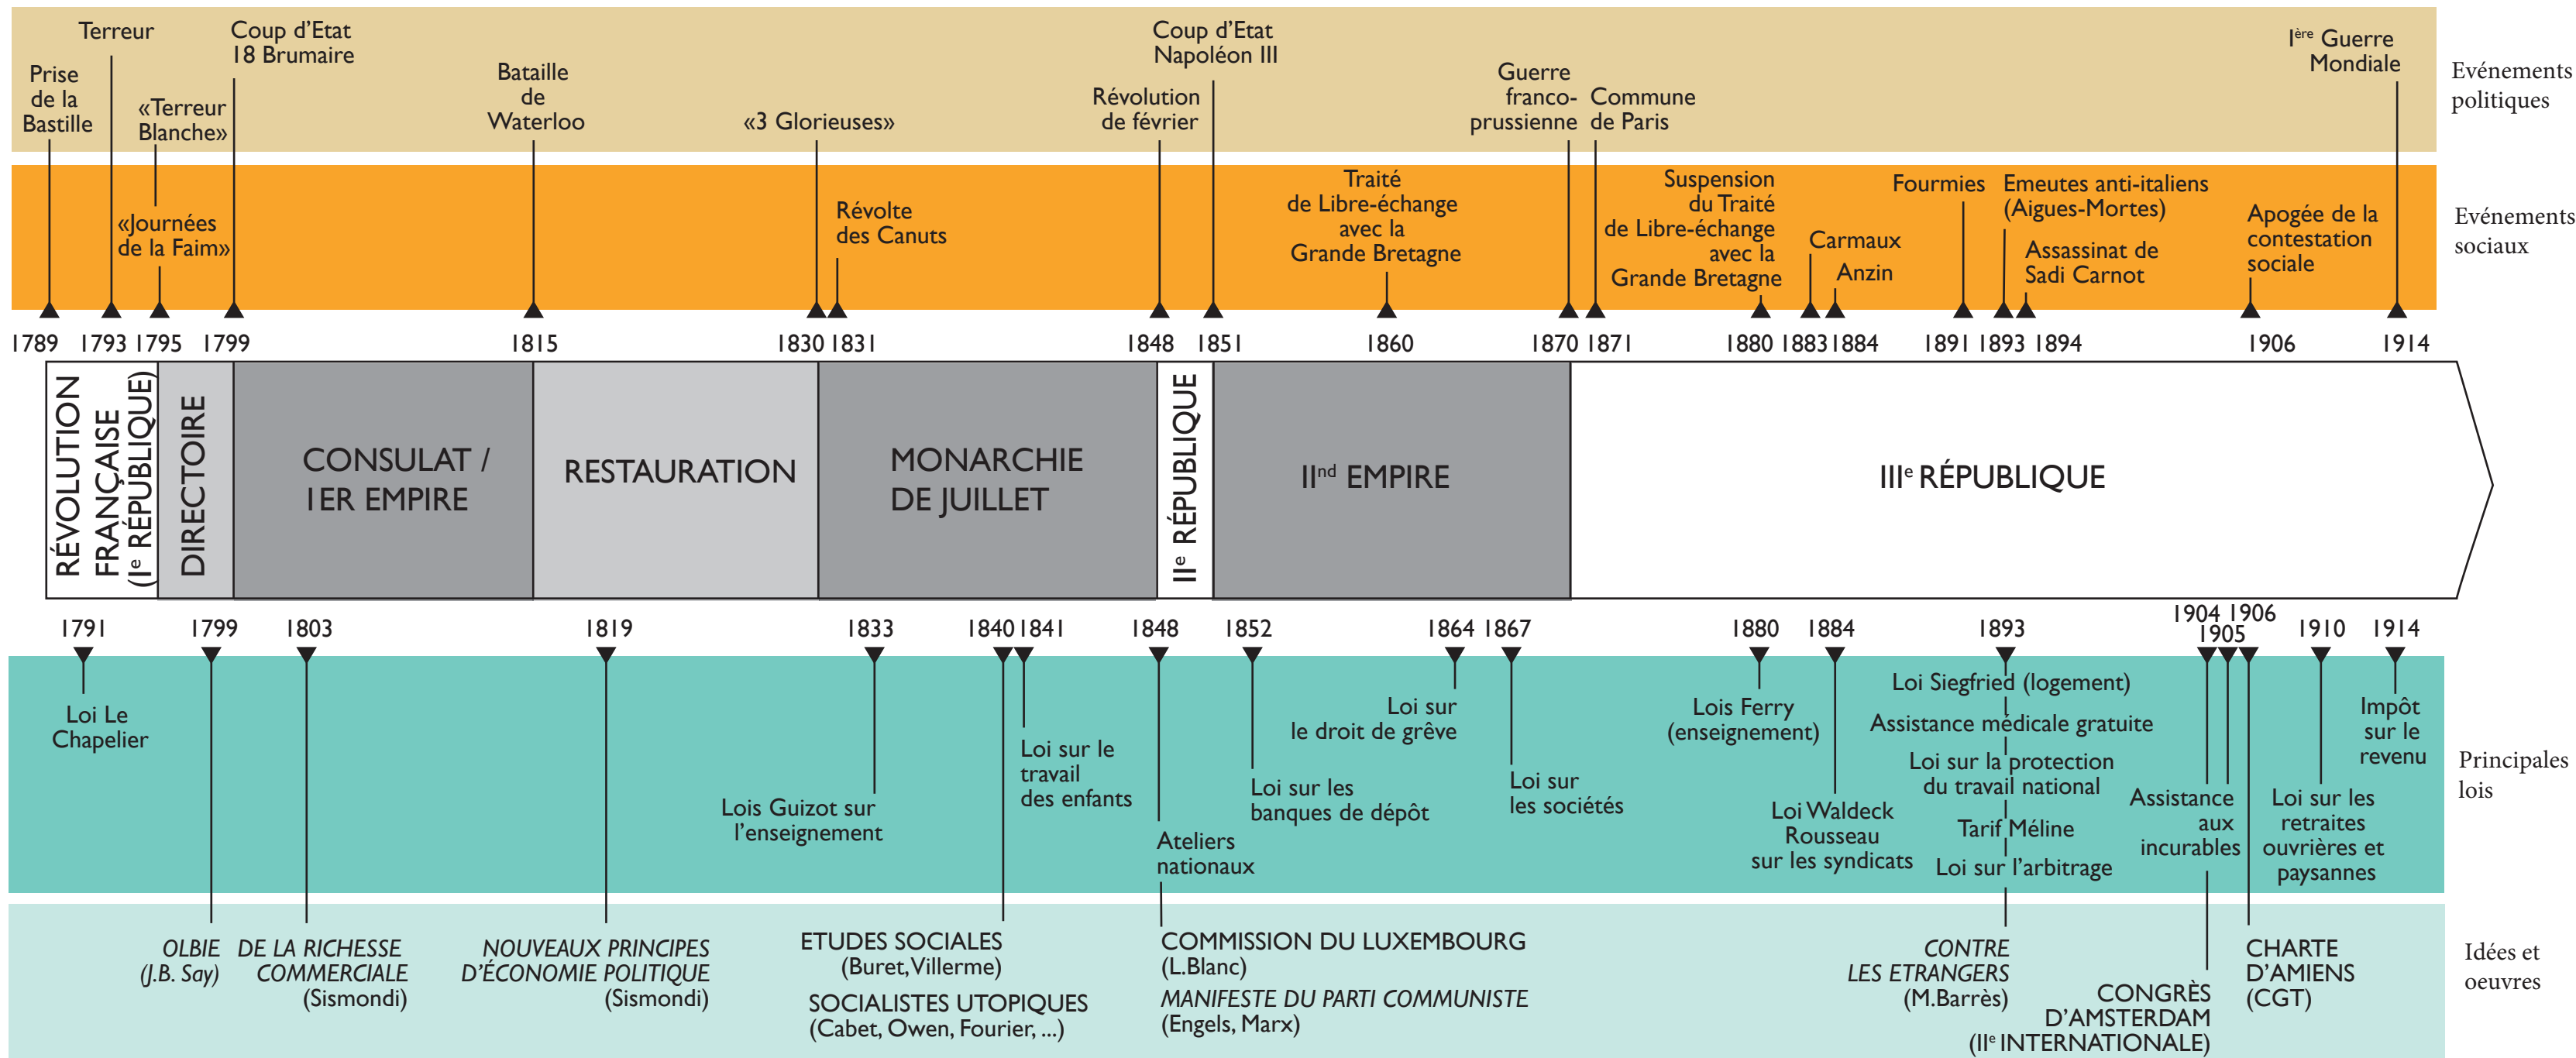 Terreur
Coup d'Etat
18 Brumaire
Prise
de la
Bastille
«Terreur
Blanche»
Bataille
de
Waterloo
«3 Glorieuses»
Révolution
de février
Coup d'Etat
Napoléon III
Guerre
franco-
prussienne
Commune
de Paris
Ière Guerre
Mondiale
Evénements
politiques
«Journées
de la Faim»
Révolte
des Canuts
Traité
de Libre-échange
avec la
Grande Bretagne
Suspension
du Traité
de Libre-échange
avec la
Grande Bretagne
Carmaux
Anzin
Fourmies
Emeutes anti-italiens
(Aigues-Mortes)
Assassinat de
Sadi Carnot
Apogée de la
contestation
sociale
Evénements
sociaux
1789 1793 1795 1799 1815 1830 1831 1848 1851 1860 1870 1871 1880 1883 1884 1891 1893 1894 1906 1914
RÉVOLUTION
FRANÇAISE
(Ie RÉPUBLIQUE)
DIRECTOIRE
CONSULAT /
1ER EMPIRE
RESTAURATION
MONARCHIE
DE JUILLET
IIe RÉPUBLIQUE
IInd EMPIRE
IIIe RÉPUBLIQUE
1791 1799 1803 1819 1833 1840 1841 1848 1852 1864 1867 1880 1884 1893 1904 1905 1906 1910 1914
Loi Le
Chapelier
Lois Guizot sur
l'enseignement
Loi sur le
travail
des enfants
Ateliers
nationaux
Loi sur les
banques de dépôt
Loi sur
le droit de grêve
Loi sur
les sociétés
Lois Ferry
(enseignement)
Loi Waldeck
Rousseau
sur les syndicats
Loi Siegfried (logement)
Assistance médicale gratuite
Loi sur la protection
du travail national
Tarif Méline
Loi sur l'arbitrage
Assistance
aux
incurables
Loi sur les
retraites
ouvrières et
paysannes
Impôt
sur le
revenu
Principales
lois
OLBIE
(J.B. Say)
DE LA RICHESSE
COMMERCIALE
(Sismondi)
NOUVEAUX PRINCIPES
D'ÉCONOMIE POLITIQUE
(Sismondi)
ETUDES SOCIALES
(Buret, Villerme)
SOCIALISTES UTOPIQUES
(Cabet, Owen, Fourier, ...)
COMMISSION DU LUXEMBOURG
(L.Blanc)
MANIFESTE DU PARTI COMMUNISTE
(Engels, Marx)
CONTRE
LES ETRANGERS
(M.Barrès)
CONGRÈS
D'AMSTERDAM
(IIe INTERNATIONALE)
CHARTE
D'AMIENS
(CGT)
Idées et
oeuvres